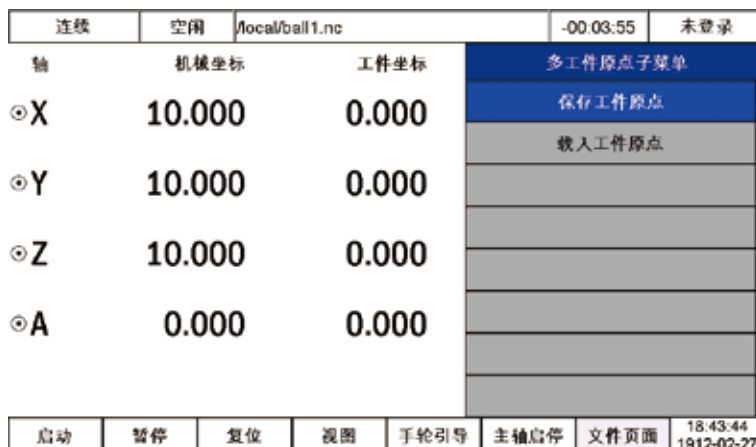 连续 空闲 /local/ball1.nc -00:03:55 未登录
轴 机械坐标 工件坐标 多工件原点子菜单
保存工件原点
X 10.000 0.000
载入工件原点
Y 10.000 0.000
Z 10.000 0.000
A 0.000 0.000
启动 暂停 复位 视图 手轮引导 主轴启停 文件页面 18:43:44
1912-02-27